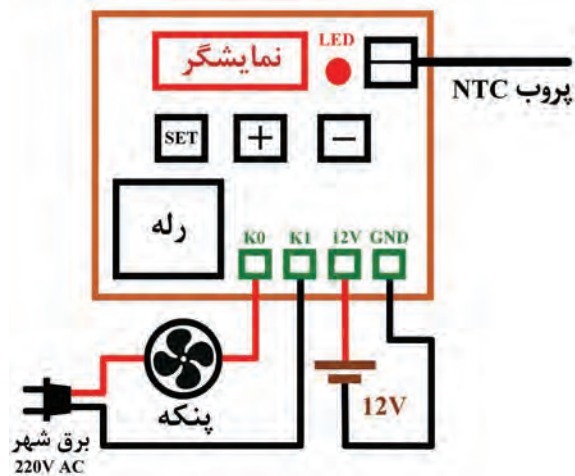 LED
نمایشگر
پروب NTC
SET
+
−
رله
K0 K1 12V GND
پنکه
12V
برق شهر
220V AC